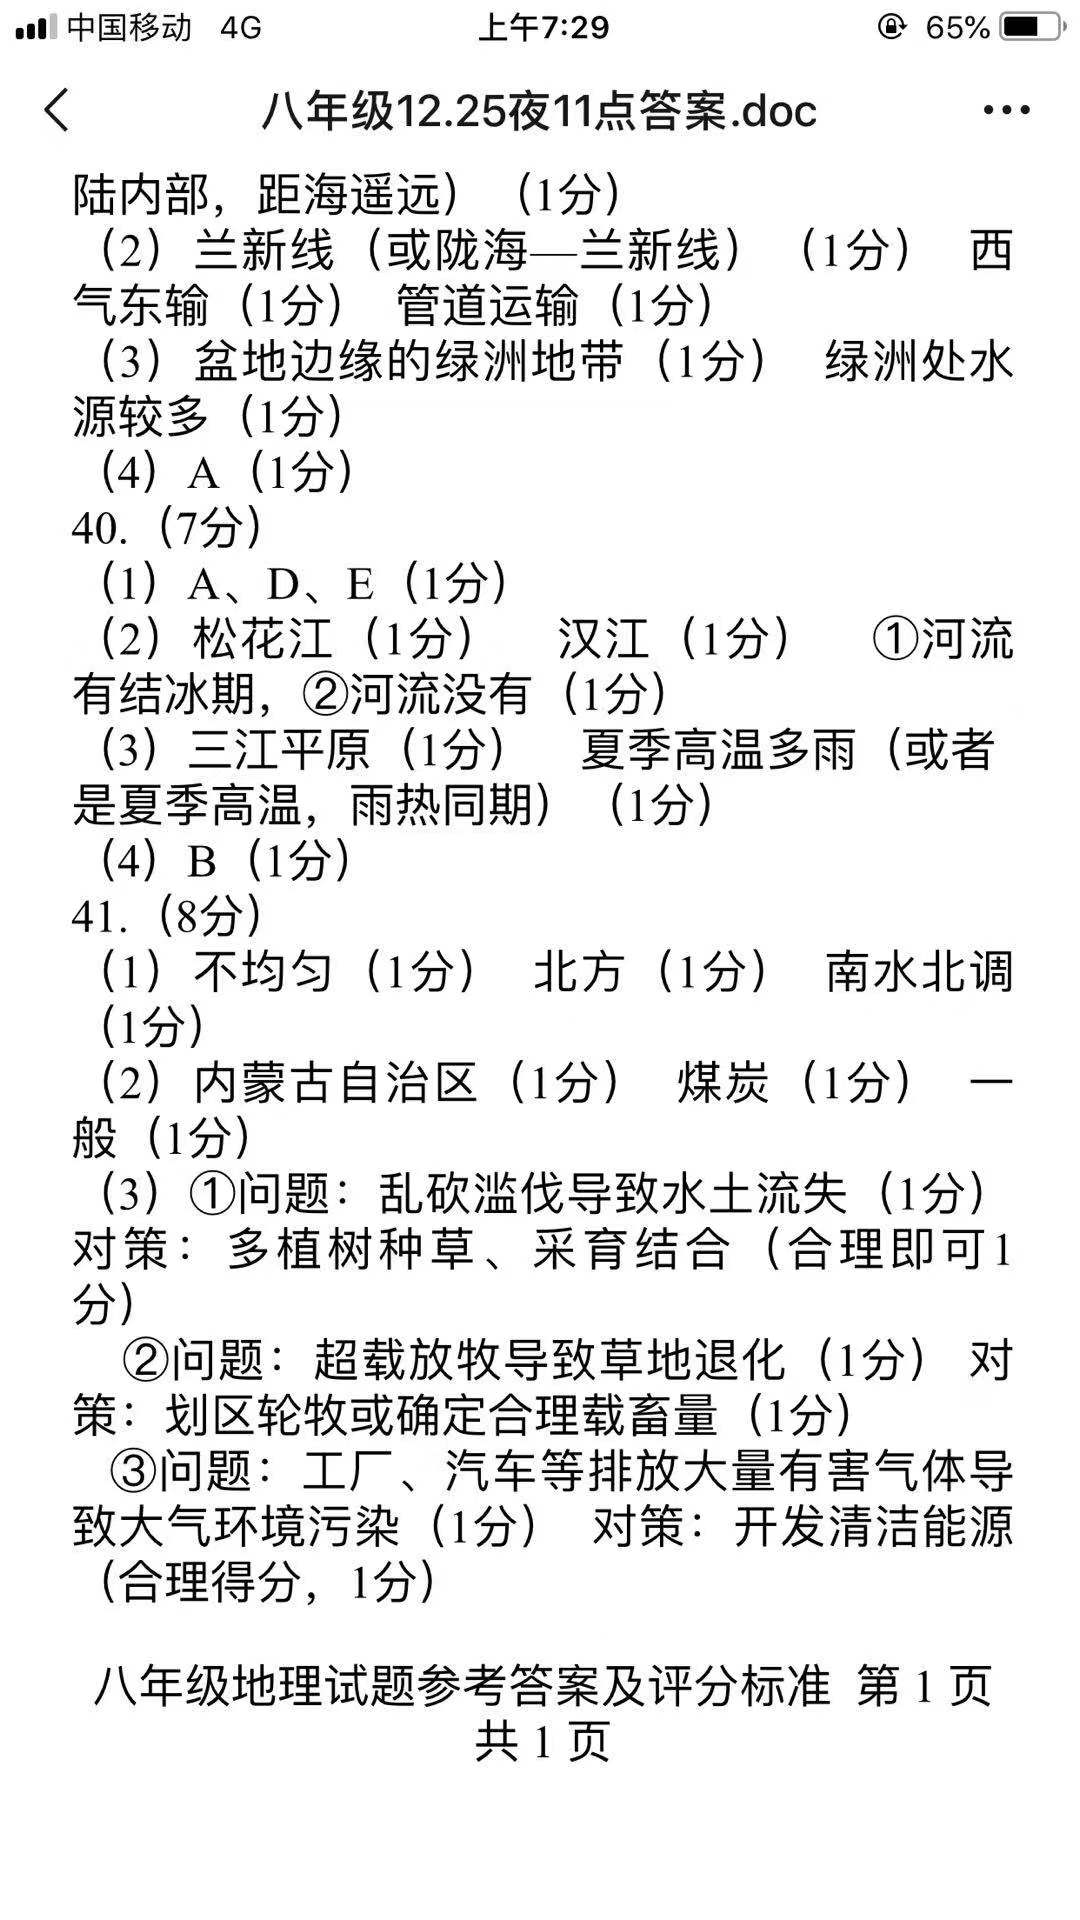 中国移动 4G 上午7:29 65%
八年级12.25夜11点答案.doc
陆内部，距海遥远）（1分）
（2）兰新线（或陇海—兰新线）（1分） 西
气东输（1分） 管道运输（1分）
（3）盆地边缘的绿洲地带（1分） 绿洲处水
源较多（1分）
（4）A（1分）
40.（7分）
（1）A、D、E（1分）
（2）松花江（1分） 汉江（1分） ①河流
有结冰期，②河流没有（1分）
（3）三江平原（1分） 夏季高温多雨（或者
是夏季高温，雨热同期）（1分）
（4）B（1分）
41.（8分）
（1）不均匀（1分） 北方（1分） 南水北调
（1分）
（2）内蒙古自治区（1分） 煤炭（1分） 一
般（1分）
（3）①问题：乱砍滥伐导致水土流失（1分）
对策：多植树种草、采育结合（合理即可1
分）
②问题：超载放牧导致草地退化（1分） 对
策：划区轮牧或确定合理载畜量（1分）
③问题：工厂、汽车等排放大量有害气体导
致大气环境污染（1分） 对策：开发清洁能源
（合理得分，1分）
八年级地理试题参考答案及评分标准 第 1 页
共 1 页